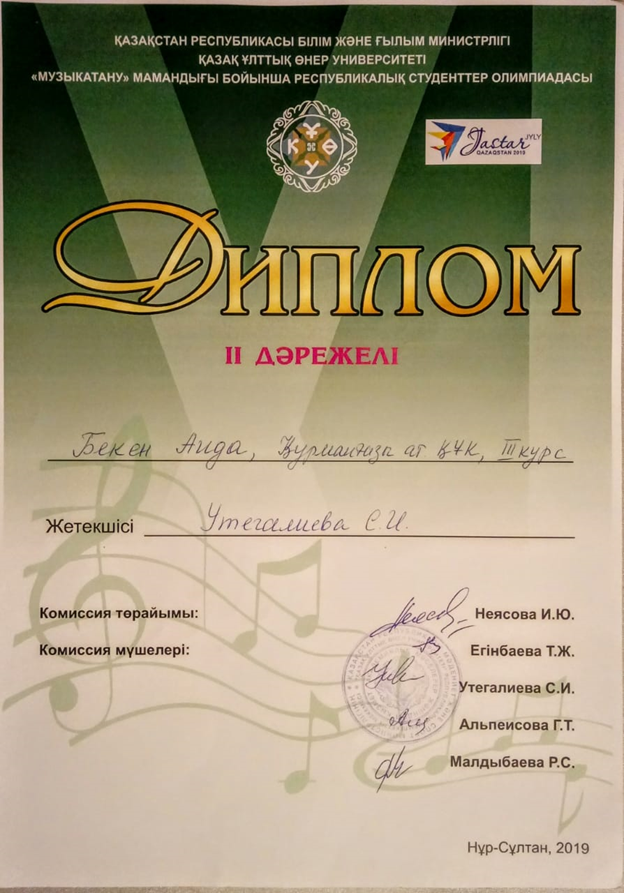 ҚАЗАҚСТАН РЕСПУБЛИКАСЫ БІЛІМ ЖӘНЕ ҒЫЛЫМ МИНИСТРЛІГІ
ҚАЗАҚ ҰЛТТЫҚ ӨНЕР УНИВЕРСИТЕТІ
«МУЗЫКАТАНУ» МАМАНДЫҒЫ БОЙЫНША РЕСПУБЛИКАЛЫҚ СТУДЕНТТЕР ОЛИМПИАДАСЫ
ҚҰӨУ
Jastar JYLY
QAZAQSTAN 2019
ДИПЛОМ
II ДӘРЕЖЕЛІ
Бекен Аида, Құрманғазы ат ҚҰК, III курс
Жетекшісі Утегалиева С.И.
Комиссия төрайымы: Неясова И.Ю.
Комиссия мүшелері: Егінбаева Т.Ж.
Утегалиева С.И.
Альпеисова Г.Т.
Малдыбаева Р.С.
Нұр-Сұлтан, 2019